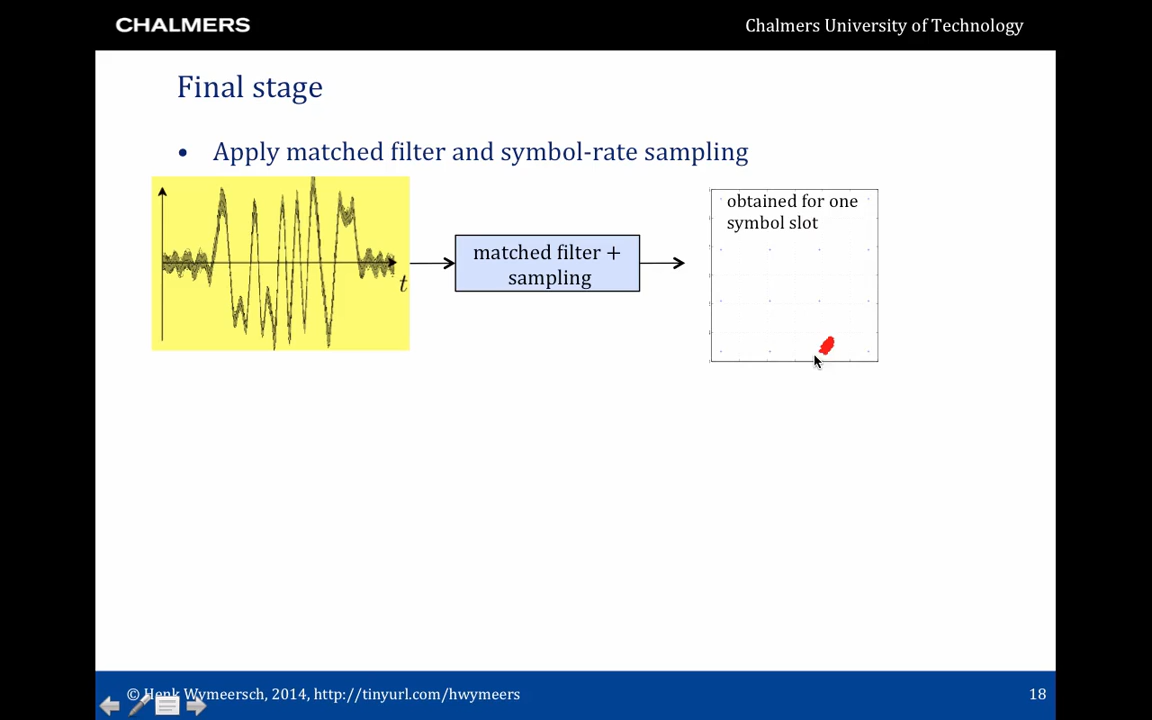 CHALMERS
Chalmers University of Technology
Final stage
• Apply matched filter and symbol-rate sampling
t
matched filter +
sampling
obtained for one
symbol slot
© Henk Wymeersch, 2014, http://tinyurl.com/hwymeers
18